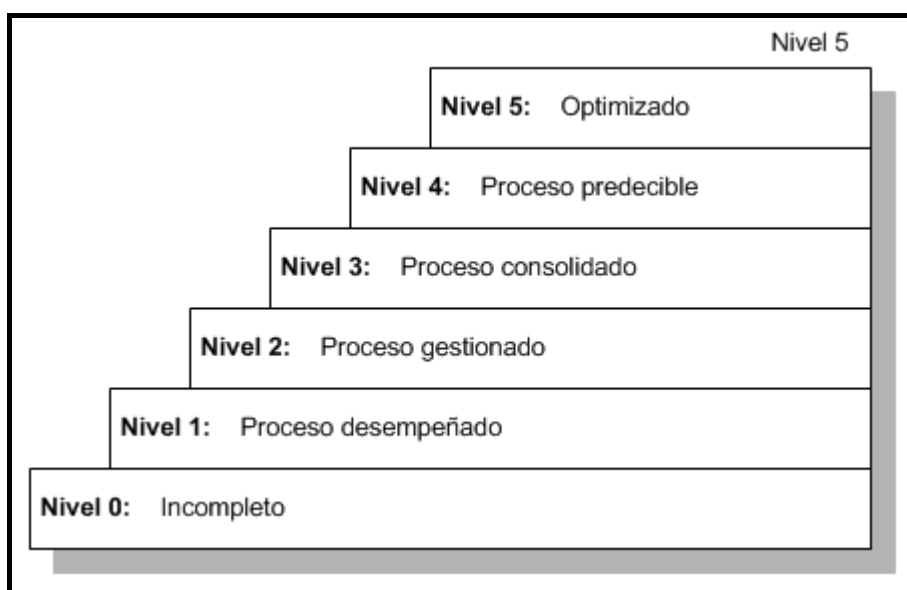 Nivel 5
Nivel 5: Optimizado
Nivel 4: Proceso predecible
Nivel 3: Proceso consolidado
Nivel 2: Proceso gestionado
Nivel 1: Proceso desempeñado
Nivel 0: Incompleto